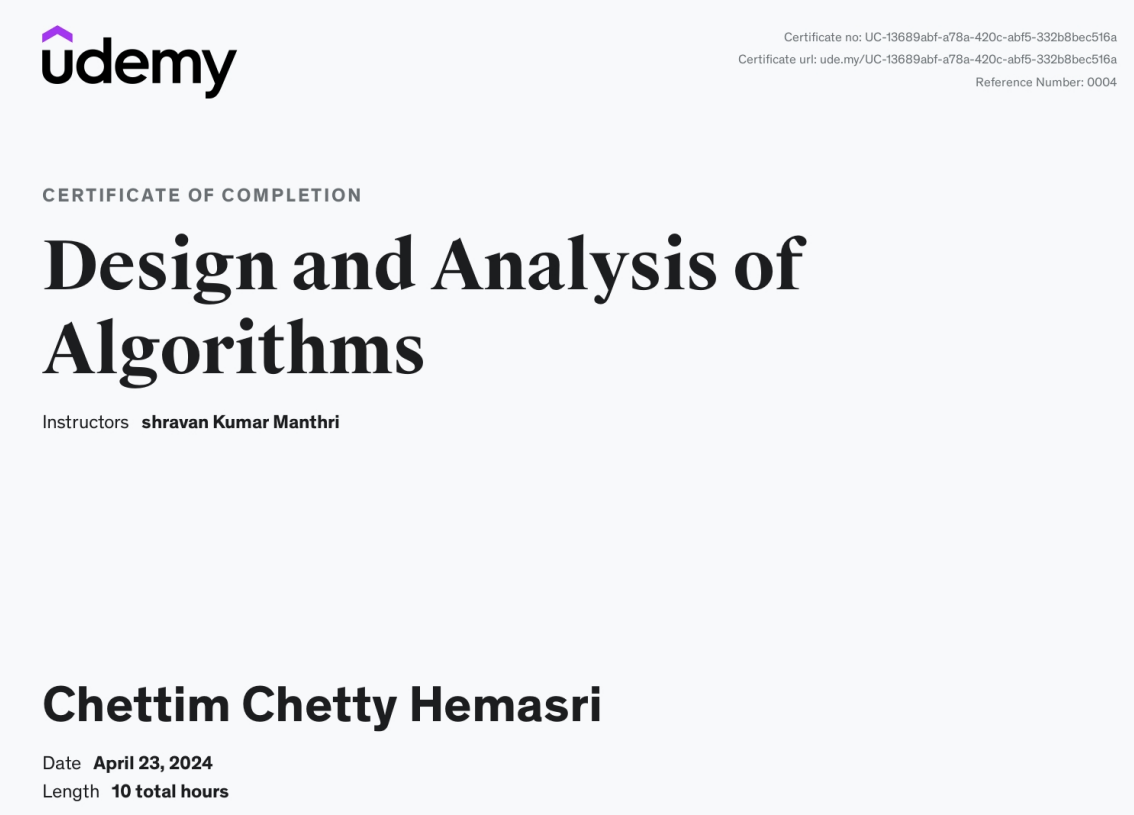 udemy
Certificate no: UC-13689abf-a78a-420c-abf5-332b8bec516a
Certificate url: ude.my/UC-13689abf-a78a-420c-abf5-332b8bec516a
Reference Number: 0004
CERTIFICATE OF COMPLETION
Design and Analysis of
Algorithms
Instructors shravan Kumar Manthri
Chettim Chetty Hemasri
Date April 23, 2024
Length 10 total hours